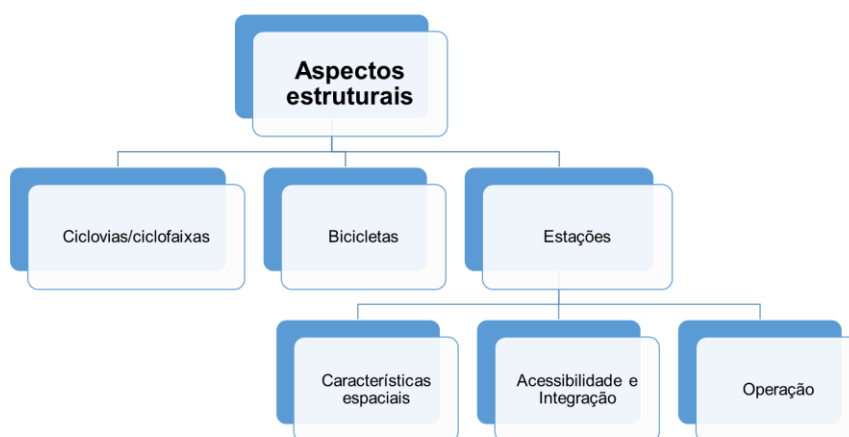 Aspectos
estruturais
Ciclovias/ciclofaixas
Bicicletas
Estações
Características
espaciais
Acessibilidade e
Integração
Operação